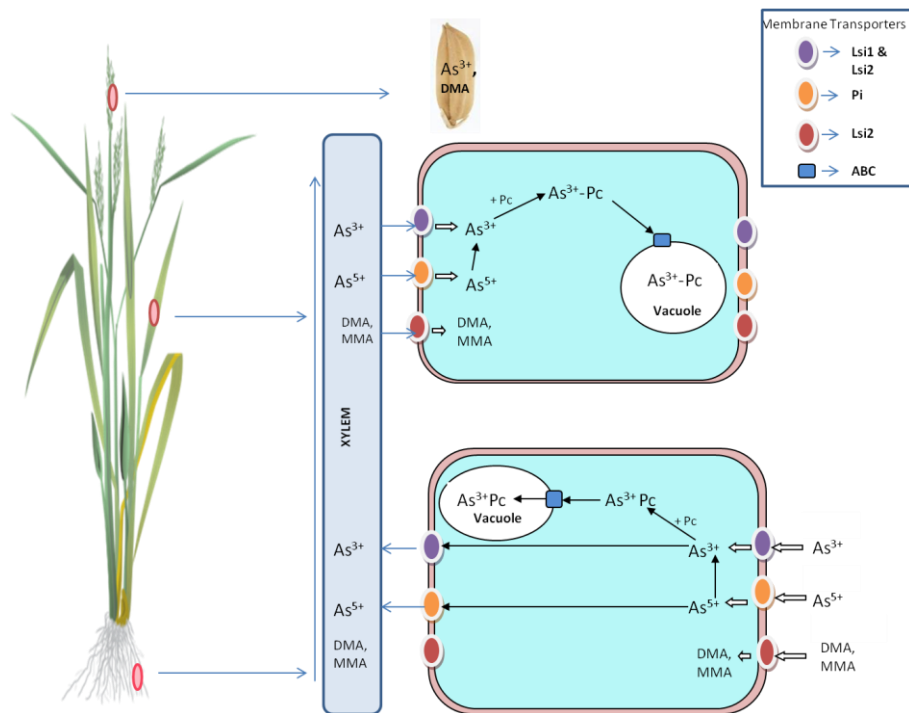 Membrane Transporters
Lsi1 &
Lsi2
Pi
Lsi2
ABC
As³⁺,
DMA
XYLEM
As³⁺
As⁵⁺
DMA,
MMA
As³⁺
As⁵⁺
DMA,
MMA
+ Pc
As³⁺-Pc
As³⁺-Pc
Vacuole
As³⁺
As⁵⁺
DMA,
MMA
As³⁺Pc
Vacuole
As³⁺Pc
+ Pc
As³⁺
As⁵⁺
DMA,
MMA
As³⁺
As⁵⁺
DMA,
MMA